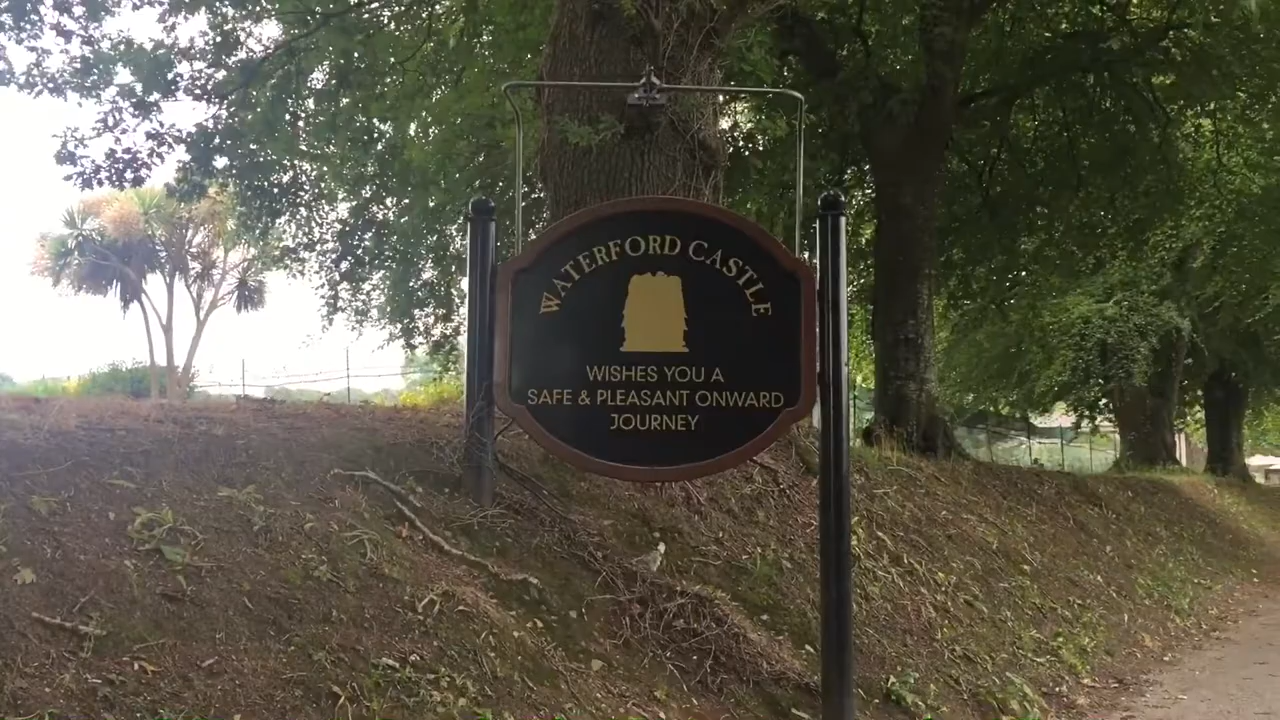 WATERFORD CASTLE
WISHES YOU A
SAFE & PLEASANT ONWARD
JOURNEY